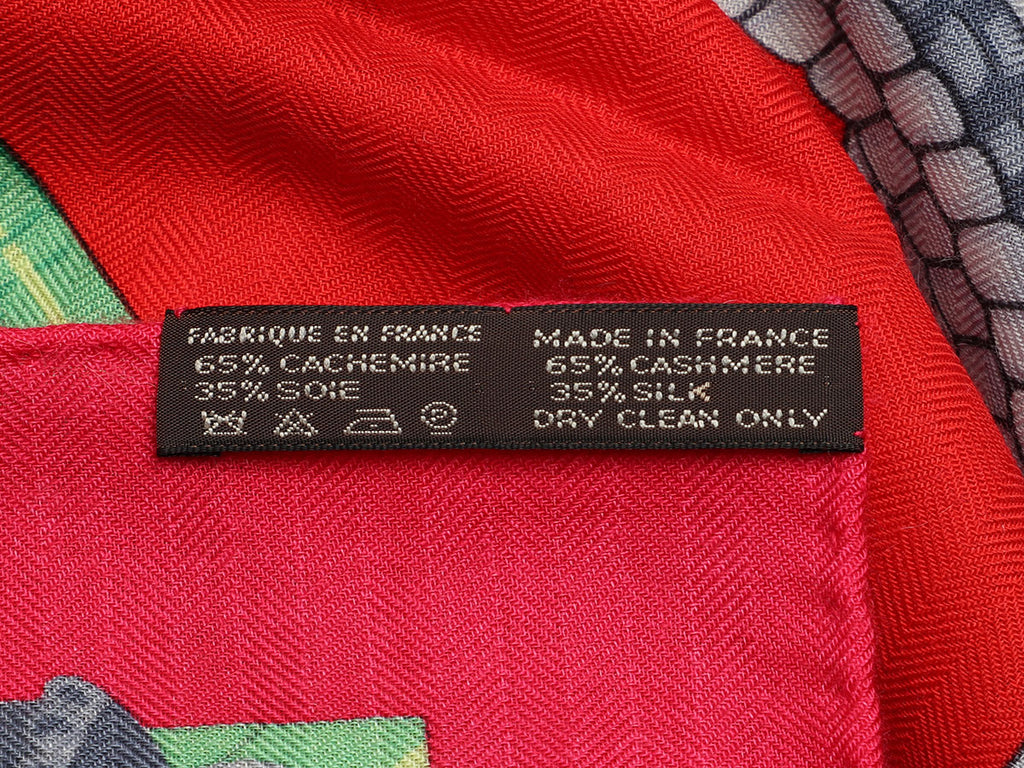 FABRIQUE EN FRANCE
65% CACHEMIRE
35% SOIE
P
MADE IN FRANCE
65% CASHMERE
35% SILK
DRY CLEAN ONLY